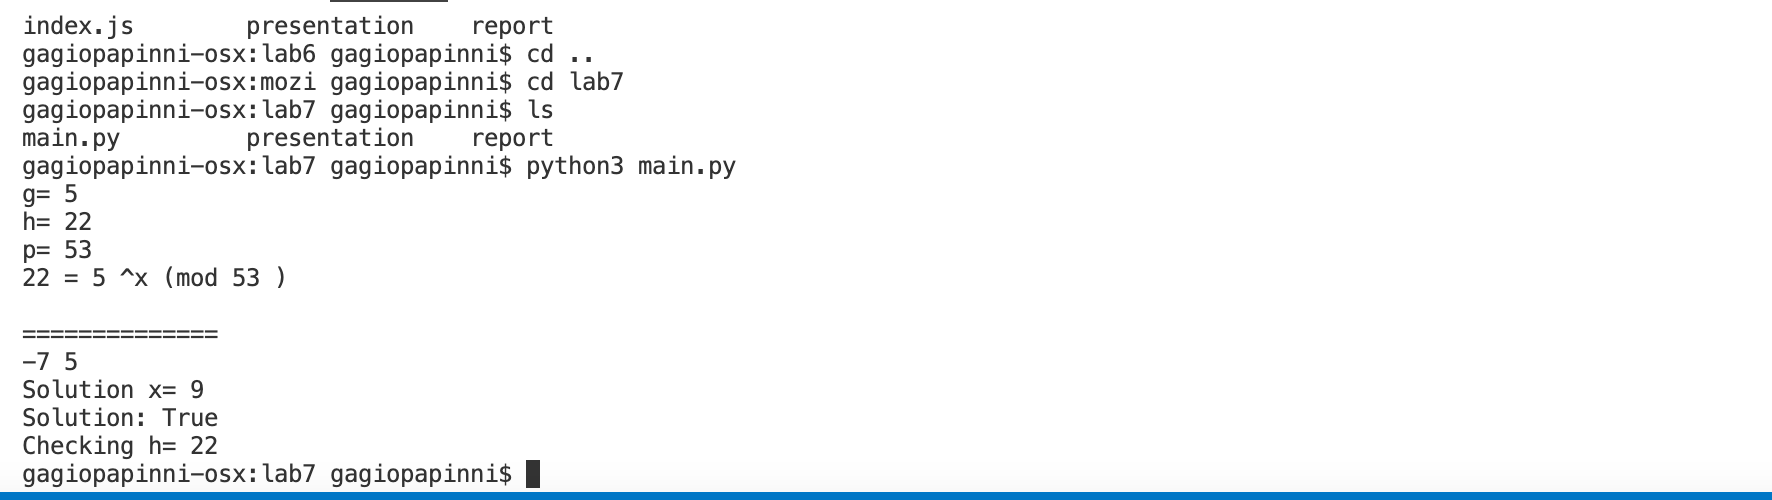 index.js        presentation    report
gagiopapinni-osx:lab6 gagiopapinni$ cd ..
gagiopapinni-osx:mozi gagiopapinni$ cd lab7
gagiopapinni-osx:lab7 gagiopapinni$ ls
main.py         presentation    report
gagiopapinni-osx:lab7 gagiopapinni$ python3 main.py
g= 5
h= 22
p= 53
22 = 5 ^x (mod 53 )
==============
-7 5
Solution x= 9
Solution: True
Checking h= 22
gagiopapinni-osx:lab7 gagiopapinni$